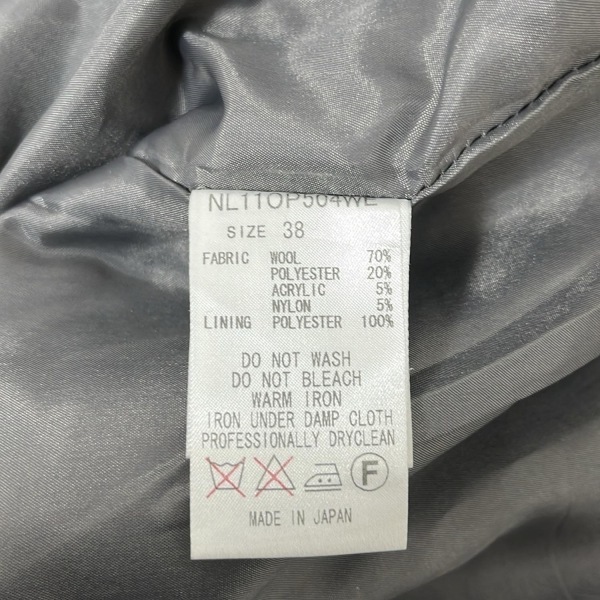 NL11OP504WE
SIZE 38
FABRIC WOOL 70%
POLYESTER 20%
ACRYLIC 5%
NYLON 5%
LINING POLYESTER 100%
DO NOT WASH
DO NOT BLEACH
WARM IRON
IRON UNDER DAMP CLOTH
PROFESSIONALLY DRYCLEAN
F
MADE IN JAPAN